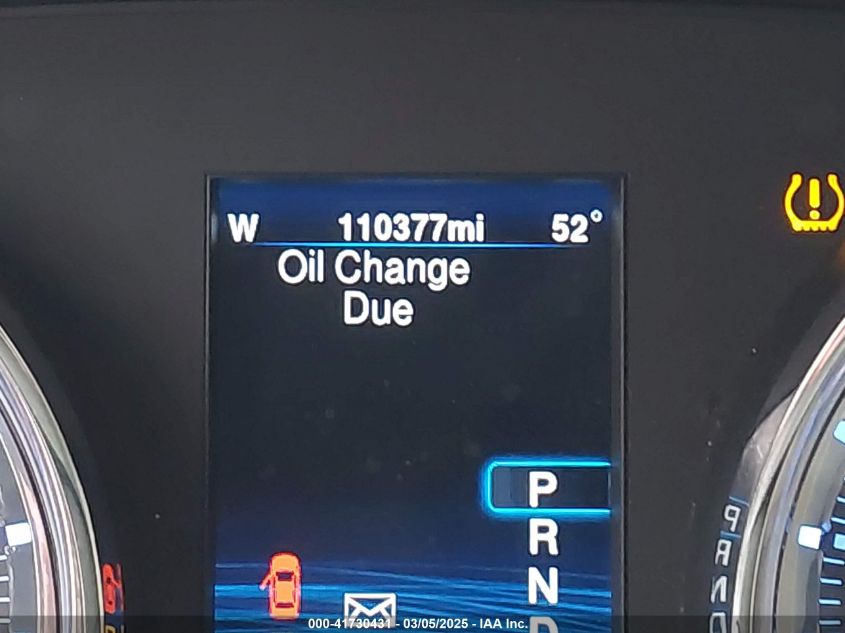 W 110377mi 52°
Oil Change
Due
P
R
N
D
P
R
N
D
000-41730431 - 03/05/2025 - IAA Inc.